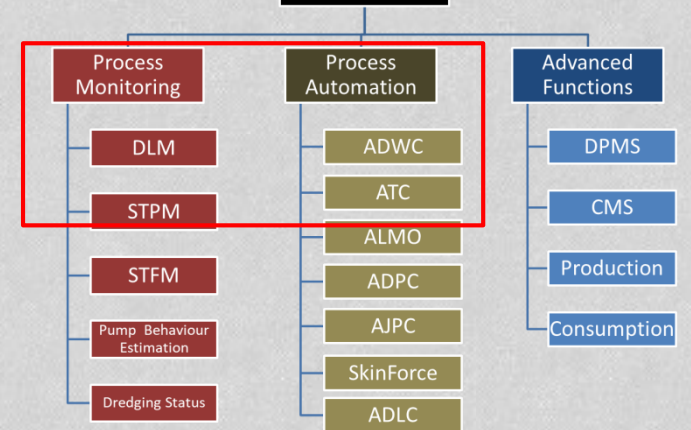 Process
Monitoring
DLM
STPM
STFM
Pump Behaviour
Estimation
Dredging Status
Process
Automation
ADWC
ATC
ALMO
ADPC
AJPC
SkinForce
ADLC
Advanced
Functions
DPMS
CMS
Production
Consumption